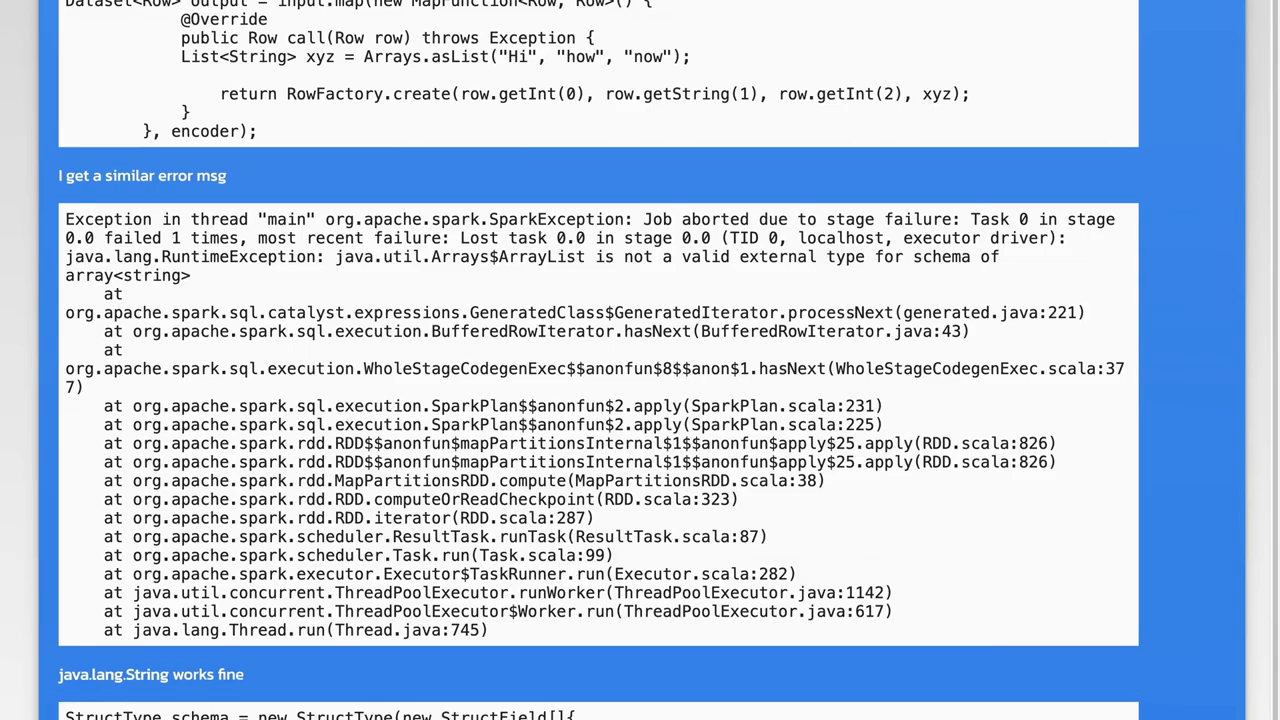 Dataset<Row> output = input.map(new MapFunction<Row, Row>() {
@Override
public Row call(Row row) throws Exception {
List<String> xyz = Arrays.asList("Hi", "how", "now");
return RowFactory.create(row.getInt(0), row.getString(1), row.getInt(2), xyz);
}
}, encoder);
I get a similar error msg
Exception in thread "main" org.apache.spark.SparkException: Job aborted due to stage failure: Task 0 in stage
0.0 failed 1 times, most recent failure: Lost task 0.0 in stage 0.0 (TID 0, localhost, executor driver):
java.lang.RuntimeException: java.util.Arrays$ArrayList is not a valid external type for schema of
array<string>
at
org.apache.spark.sql.catalyst.expressions.GeneratedClass$GeneratedIterator.processNext(generated.java:221)
at org.apache.spark.sql.execution.BufferedRowIterator.hasNext(BufferedRowIterator.java:43)
at
org.apache.spark.sql.execution.WholeStageCodegenExec$$anonfun$8$$anon$1.hasNext(WholeStageCodegenExec.scala:37
7)
at org.apache.spark.sql.execution.SparkPlan$$anonfun$2.apply(SparkPlan.scala:231)
at org.apache.spark.sql.execution.SparkPlan$$anonfun$2.apply(SparkPlan.scala:225)
at org.apache.spark.rdd.RDD$$anonfun$mapPartitionsInternal$1$$anonfun$apply$25.apply(RDD.scala:826)
at org.apache.spark.rdd.RDD$$anonfun$mapPartitionsInternal$1$$anonfun$apply$25.apply(RDD.scala:826)
at org.apache.spark.rdd.MapPartitionsRDD.compute(MapPartitionsRDD.scala:38)
at org.apache.spark.rdd.RDD.computeOrReadCheckpoint(RDD.scala:323)
at org.apache.spark.rdd.RDD.iterator(RDD.scala:287)
at org.apache.spark.scheduler.ResultTask.runTask(ResultTask.scala:87)
at org.apache.spark.scheduler.Task.run(Task.scala:99)
at org.apache.spark.executor.Executor$TaskRunner.run(Executor.scala:282)
at java.util.concurrent.ThreadPoolExecutor.runWorker(ThreadPoolExecutor.java:1142)
at java.util.concurrent.ThreadPoolExecutor$Worker.run(ThreadPoolExecutor.java:617)
at java.lang.Thread.run(Thread.java:745)
java.lang.String works fine
StructType schema = new StructType(new StructField[]{